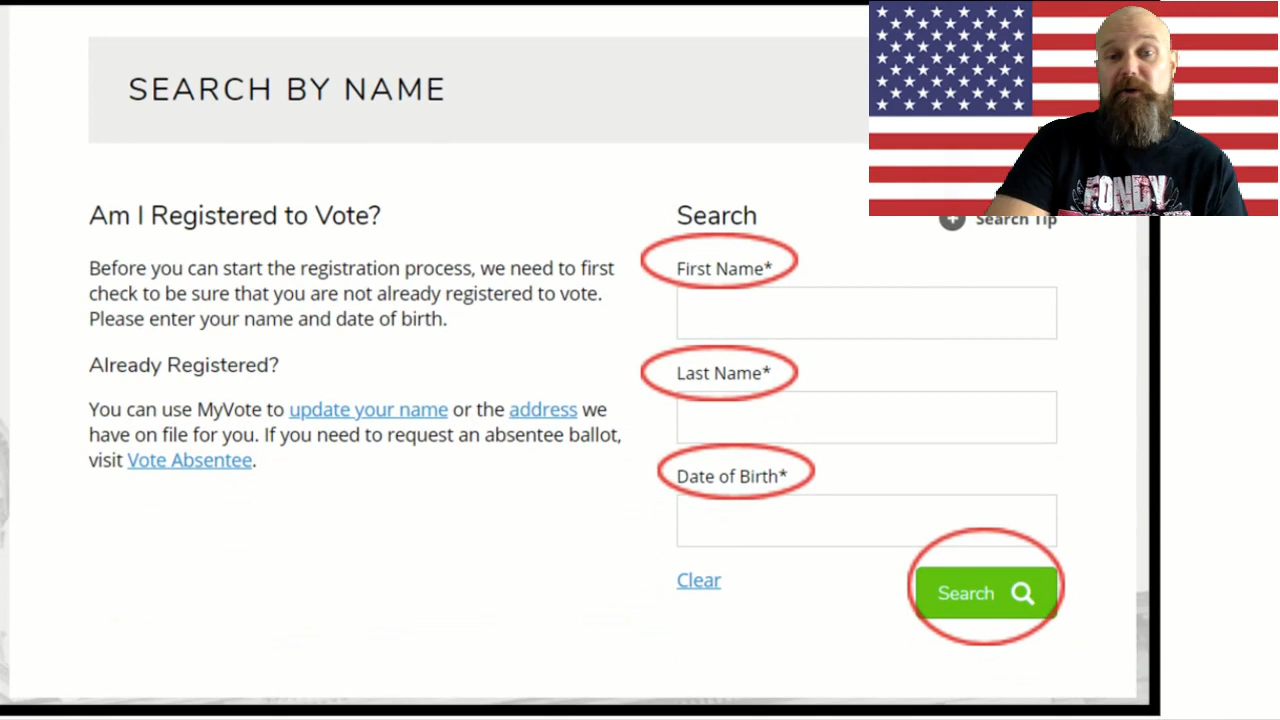 SEARCH BY NAME
FONDY
Am I Registered to Vote?
Before you can start the registration process, we need to first
check to be sure that you are not already registered to vote.
Please enter your name and date of birth.
Already Registered?
You can use MyVote to update your name or the address we
have on file for you. If you need to request an absentee ballot,
visit Vote Absentee.
Search
Search Tip
First Name*
Last Name*
Date of Birth*
Clear
Search